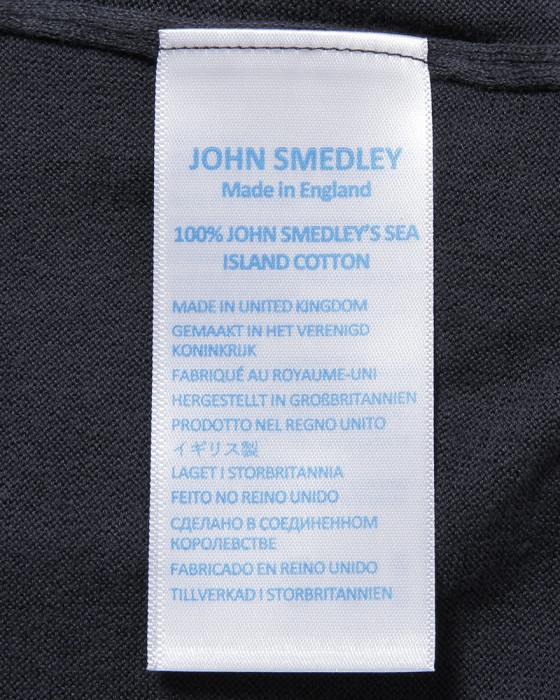 JOHN SMEDLEY
Made in England
100% JOHN SMEDLEY'S SEA
ISLAND COTTON
MADE IN UNITED KINGDOM
GEMAAKT IN HET VERENIGD
KONINKRIJK
FABRIQUÉ AU ROYAUME-UNI
HERGESTELLT IN GROßBRITANNIEN
PRODOTTO NEL REGNO UNITO
イギリス製
LAGET I STORBRITANNIA
FEITO NO REINO UNIDO
СДЕЛАНО В СОЕДИНЕННОМ
КОРОЛЕВСТВЕ
FABRICADO EN REINO UNIDO
TILLVERKAD I STORBRITANNIEN